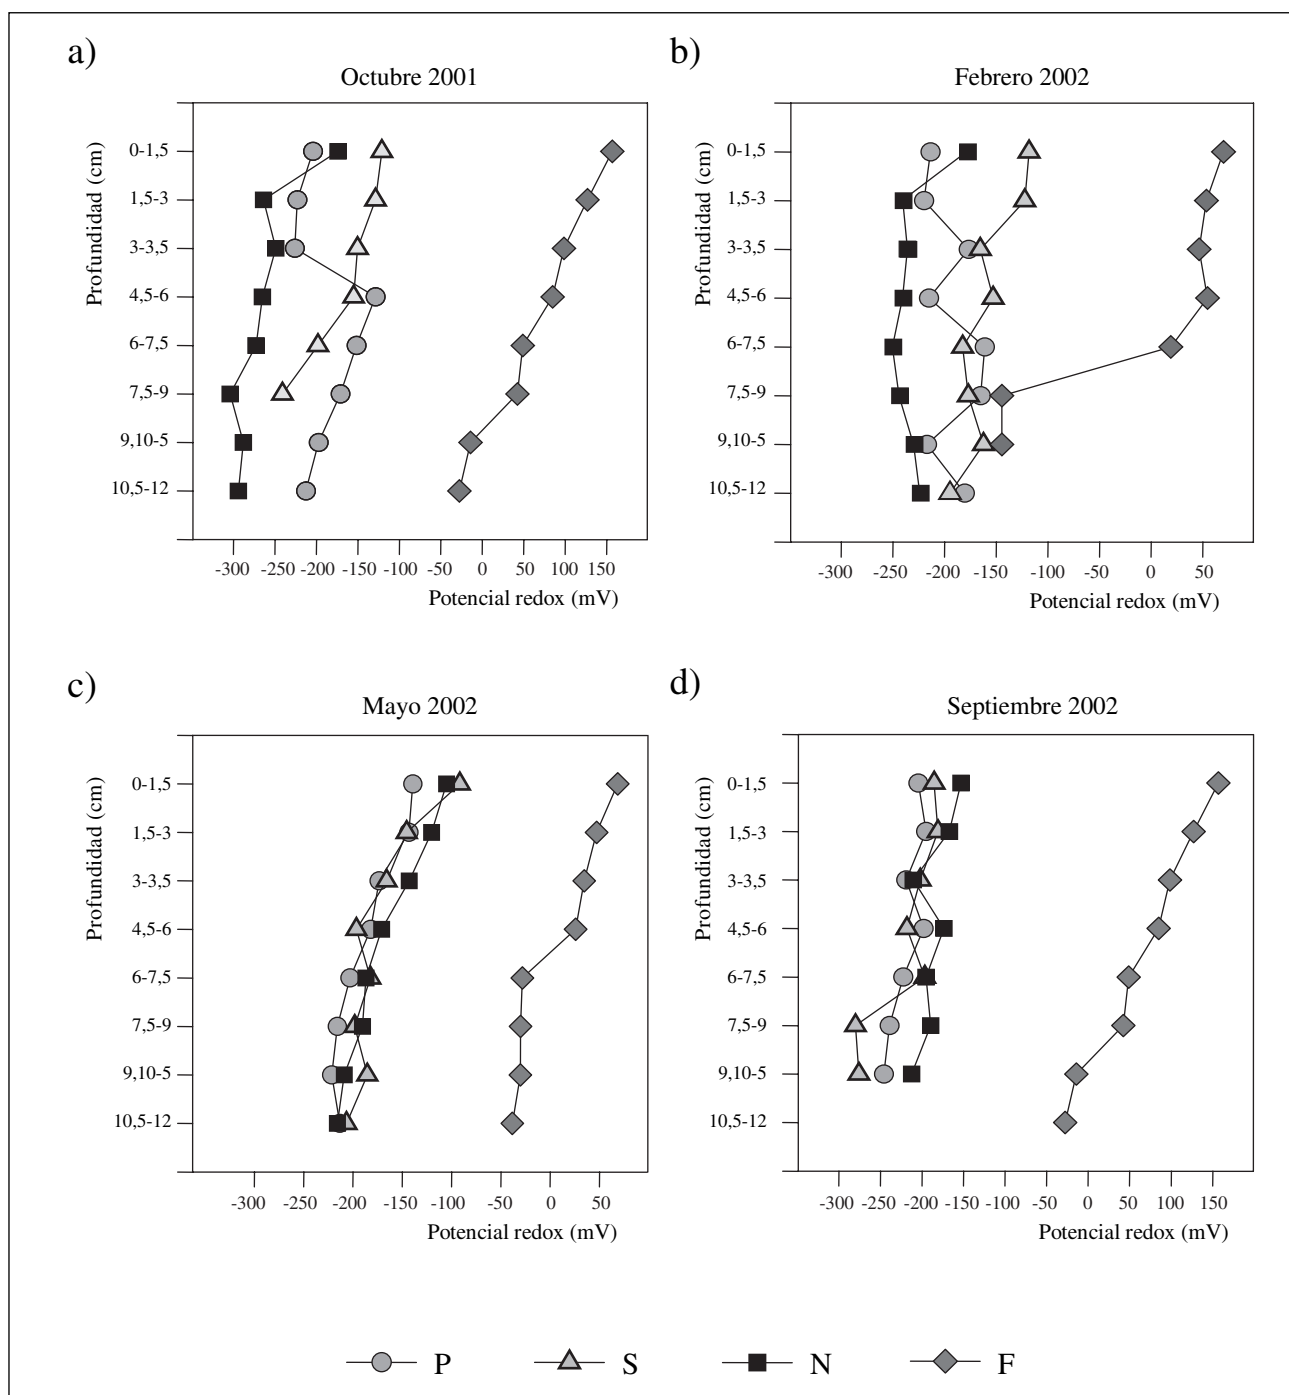 a)
Octubre 2001
Profundidad (cm)
0-1,5
1,5-3
3-3,5
4,5-6
6-7,5
7,5-9
9,10-5
10,5-12
-300 -250 -200 -150 -100 -50 0 50 100 150
Potencial redox (mV)
b)
Febrero 2002
Profundidad (cm)
0-1,5
1,5-3
3-3,5
4,5-6
6-7,5
7,5-9
9,10-5
10,5-12
-300 -250 -200 -150 -100 0 50
Potencial redox (mV)
c)
Mayo 2002
Profundidad (cm)
0-1,5
1,5-3
3-3,5
4,5-6
6-7,5
7,5-9
9,10-5
10,5-12
-300 -250 -200 -150 -100 -50 0 50
Potencial redox (mV)
d)
Septiembre 2002
Profundidad (cm)
0-1,5
1,5-3
3-3,5
4,5-6
6-7,5
7,5-9
9,10-5
10,5-12
-300 -250 -200 -150 -100 -50 0 50 100 150
Potencial redox (mV)
P S N F